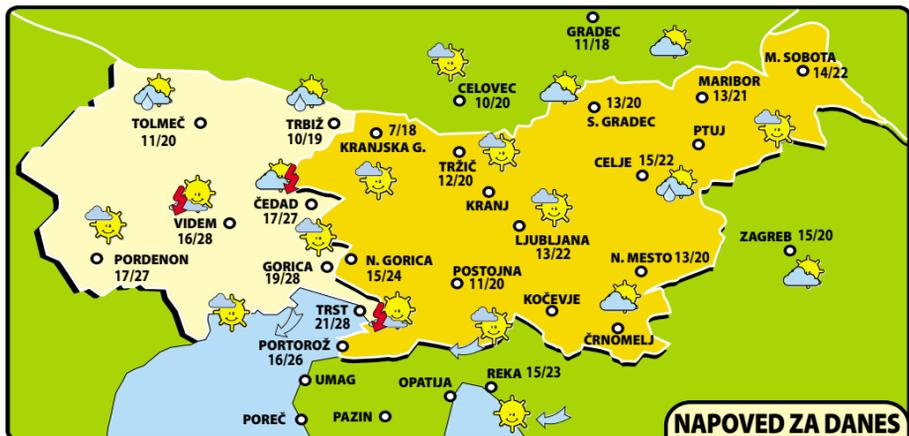 GRADEC
11/18
M. SOBOTA
14/22
CELOVEC
10/20
MARIBOR
13/21
13/20
S. GRADEC
TOLMEČ
11/20
TRBIŽ
10/19
7/18
KRANJSKA G.
PTUJ
TRŽIČ
12/20
CELJE 15/22
KRANJ
ČEDAD
17/27
VIDEM
16/28
LJUBLJANA
13/22
ZAGREB 15/20
PORDENON
17/27
GORICA
19/28
N. GORICA
15/24
POSTOJNA
11/20
N. MESTO 13/20
KOČEVJE
TRST
21/28
ČRNOMELJ
PORTOROŽ
16/26
UMAG
OPATIJA
REKA 15/23
POREČ
PAZIN
NAPOVED ZA DANES